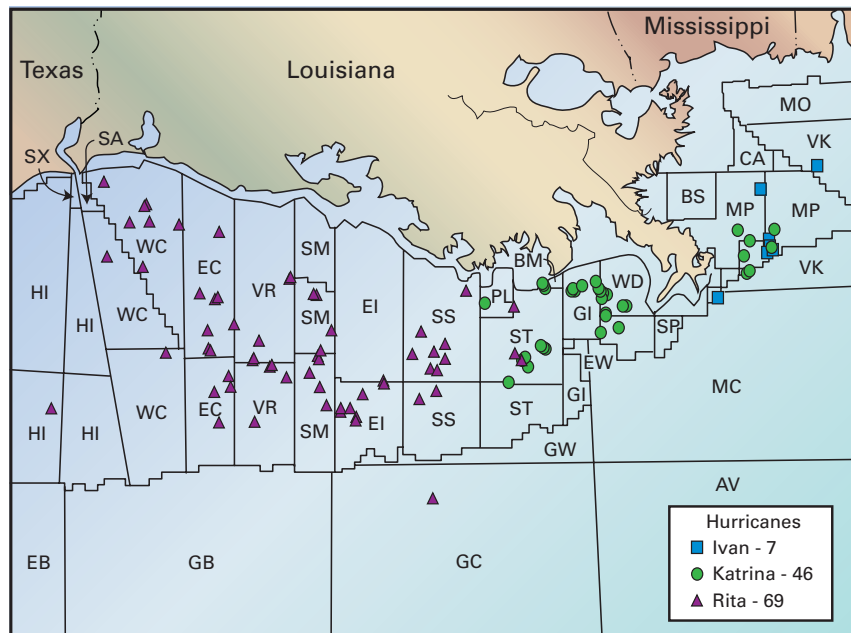 Mississippi
Texas
Louisiana
MO
SA
VK
SX
CA
BS
MP
MP
WC
SM
BM
EC
VK
HI
VR
EI
PL
WD
SS
GI
HI
WC
SM
ST
SP
EW
MC
WC
EC
VR
SS
ST
GI
HI
HI
SM
EI
GW
AV
EB
GB
GC
Hurricanes
Ivan - 7
Katrina - 46
Rita - 69